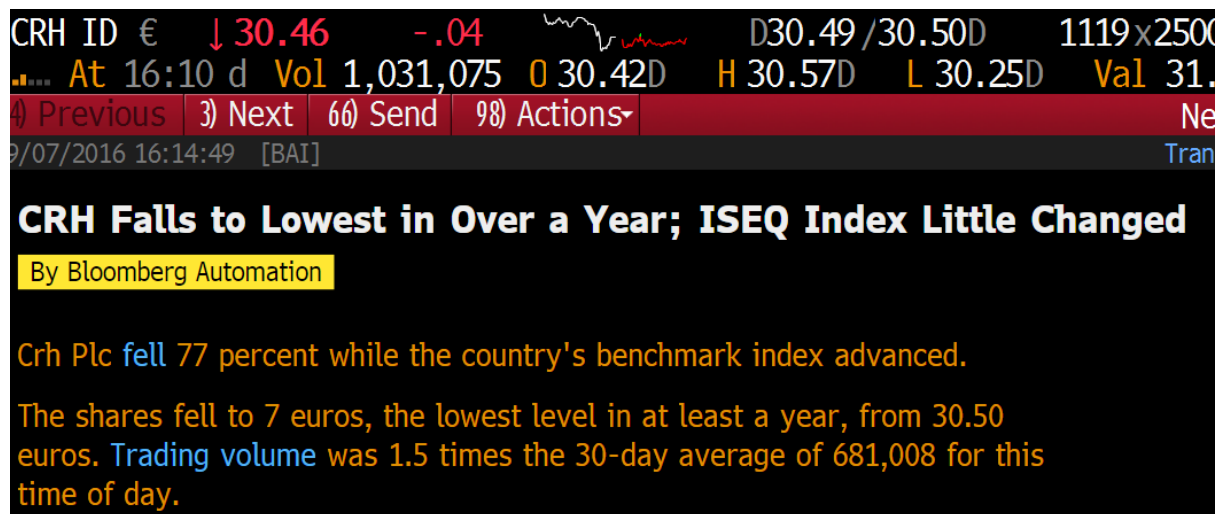 CRH ID € ↓30.46 -.04 D30.49/30.50D 1119x2500
At 16:10 d Vol 1,031,075 O 30.42D H 30.57D L 30.25D Val 31.
4) Previous 3) Next 66) Send 98) Actions
9/07/2016 16:14:49 [BAI] Tran
CRH Falls to Lowest in Over a Year; ISEQ Index Little Changed
By Bloomberg Automation
Crh Plc fell 77 percent while the country's benchmark index advanced.
The shares fell to 7 euros, the lowest level in at least a year, from 30.50
euros. Trading volume was 1.5 times the 30-day average of 681,008 for this
time of day.